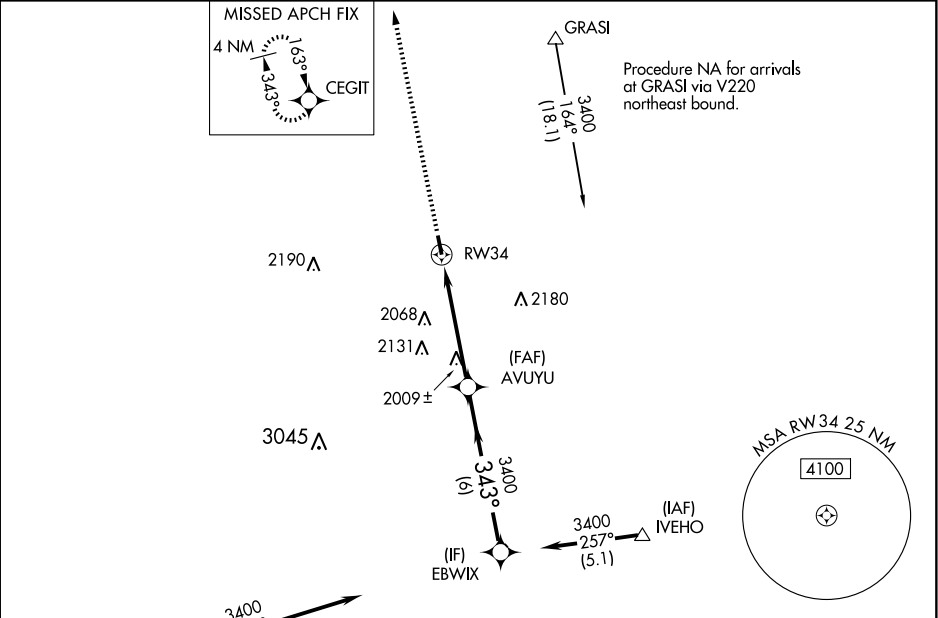 MISSED APCH FIX
4 NM
163°
343°
CEGIT
GRASI
3400
164°
(18.1)
Procedure NA for arrivals
at GRASI via V220
northeast bound.
RW34
2190
2180
2068
2131
2009±
(FAF)
AVUYU
3045
3400
343°
(6)
MSA RW34 25 NM
4100
(IAF)
IVEHO
3400
257°
(5.1)
(IF)
EBWIX
3400